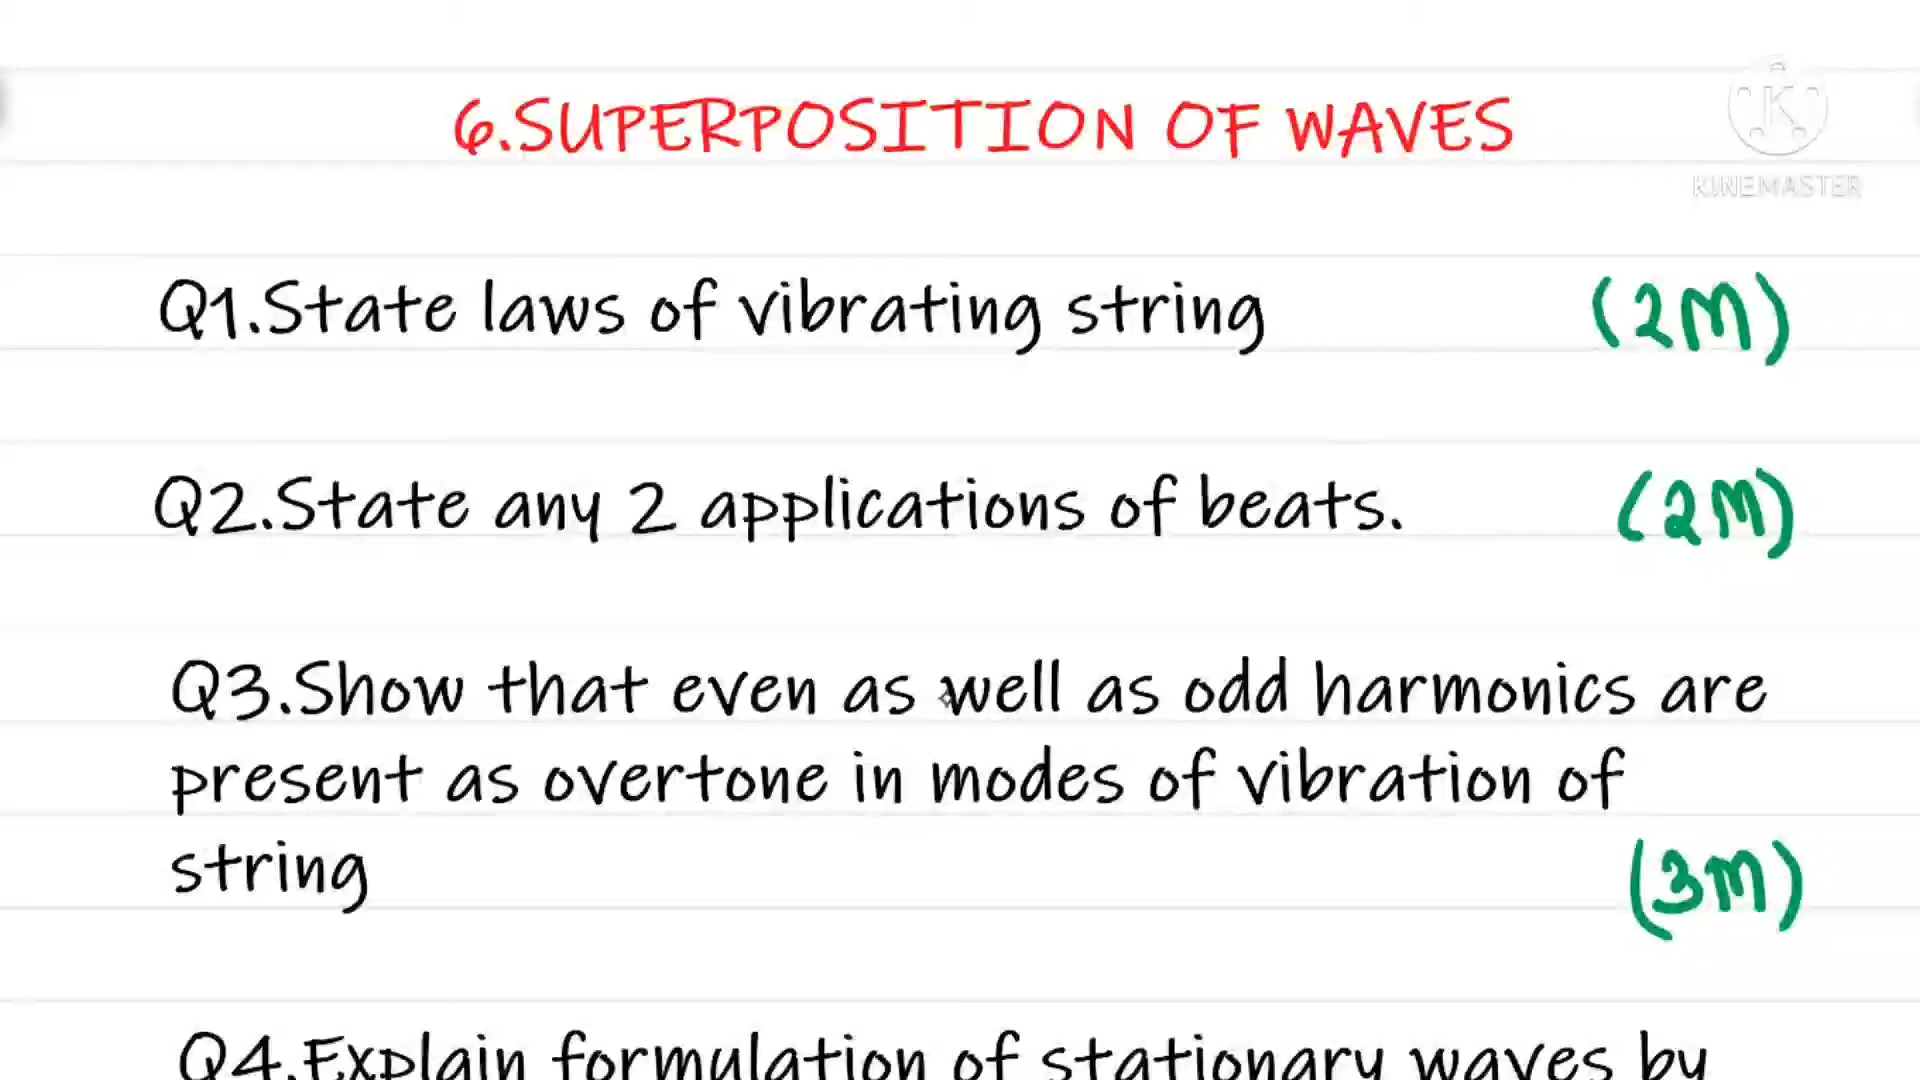 6.SUPERPOSITION OF WAVES
KINEMASTER
Q1.State laws of vibrating string (2M)
Q2.State any 2 applications of beats. (2M)
Q3.Show that even as well as odd harmonics are
present as overtone in modes of vibration of
string (3M)
Q4.Explain formulation of stationary waves by